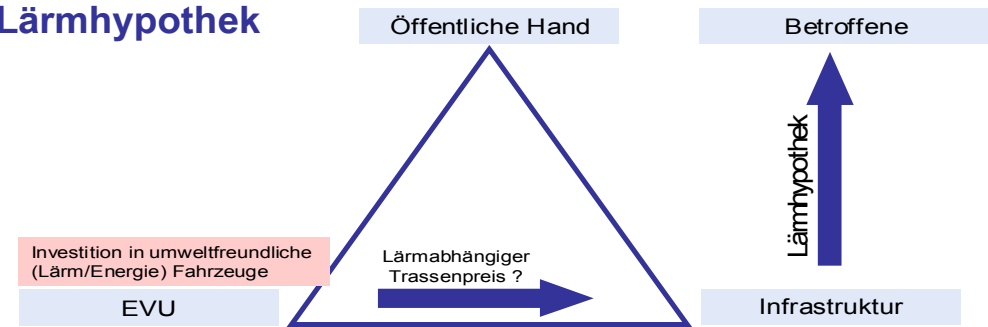 Lärmhypothek
Öffentliche Hand
Betroffene
Lärmhypothek
Investition in umweltfreundliche
(Lärm/Energie) Fahrzeuge
Lärmabhängiger
Trassenpreis ?
EVU
Infrastruktur